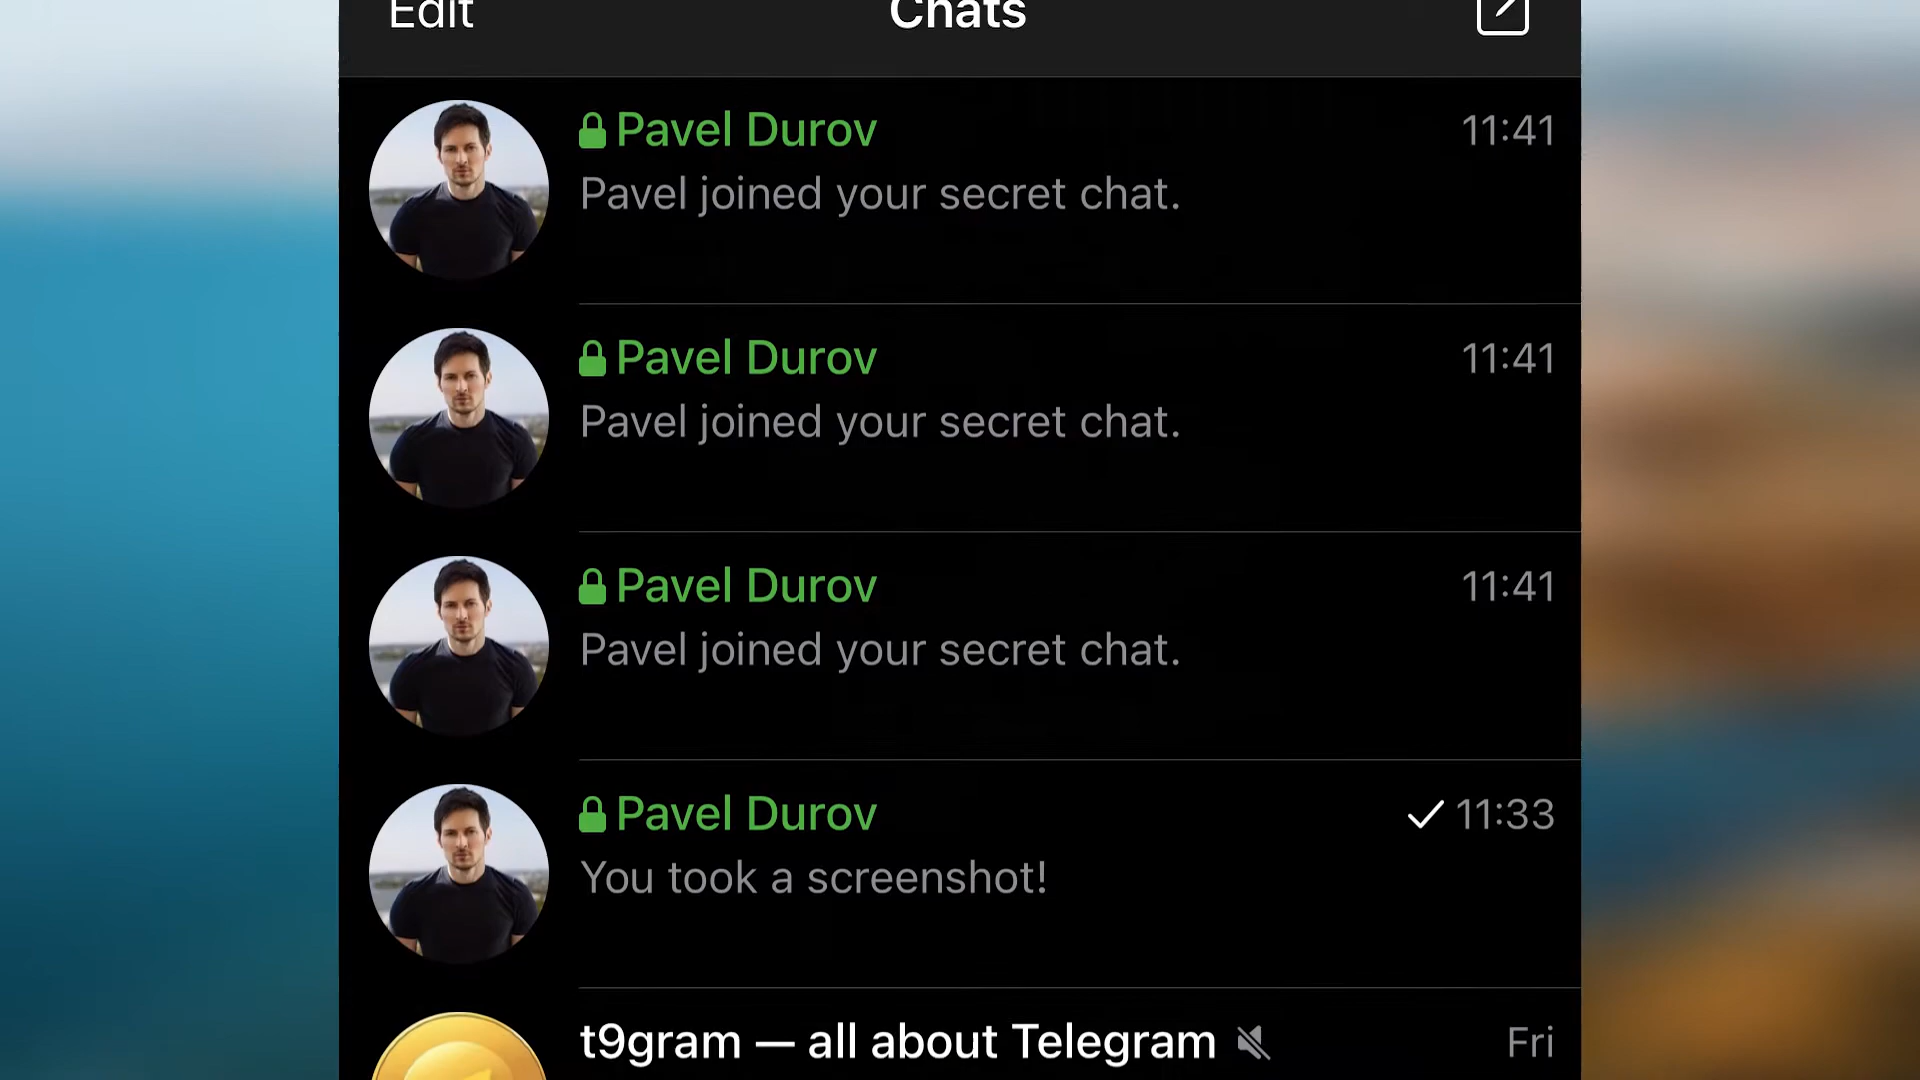 Edit
Chats
Pavel Durov
11:41
Pavel joined your secret chat.
Pavel Durov
11:41
Pavel joined your secret chat.
Pavel Durov
11:41
Pavel joined your secret chat.
Pavel Durov
11:33
You took a screenshot!
t9gram — all about Telegram
Fri